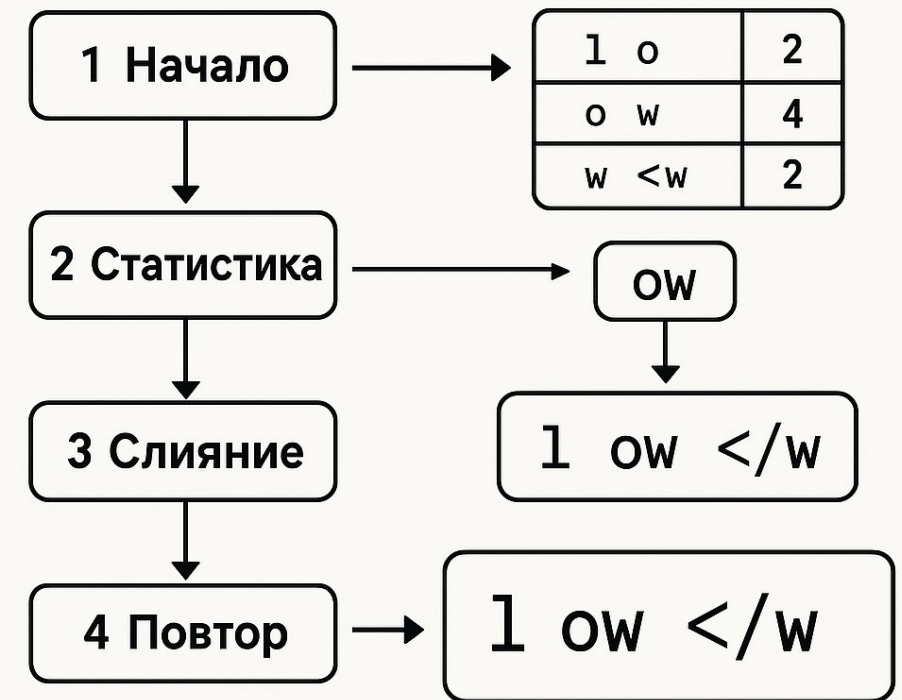 1 Начало
l o 2
o w 4
w <w 2
2 Статистика
ow
3 Слияние
l ow </w
4 Повтор
l ow </w